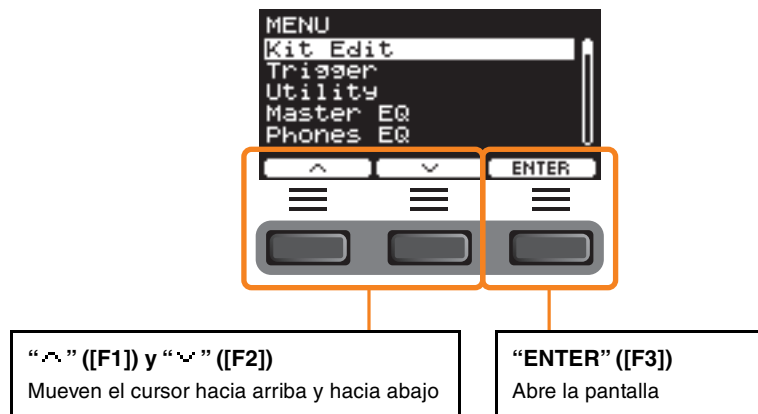 MENU
Kit Edit
Trigger
Utility
Master EQ
Phones EQ
ENTER
“ ” ([F1]) y “ ” ([F2])
Mueven el cursor hacia arriba y hacia abajo
“ENTER” ([F3])
Abre la pantalla